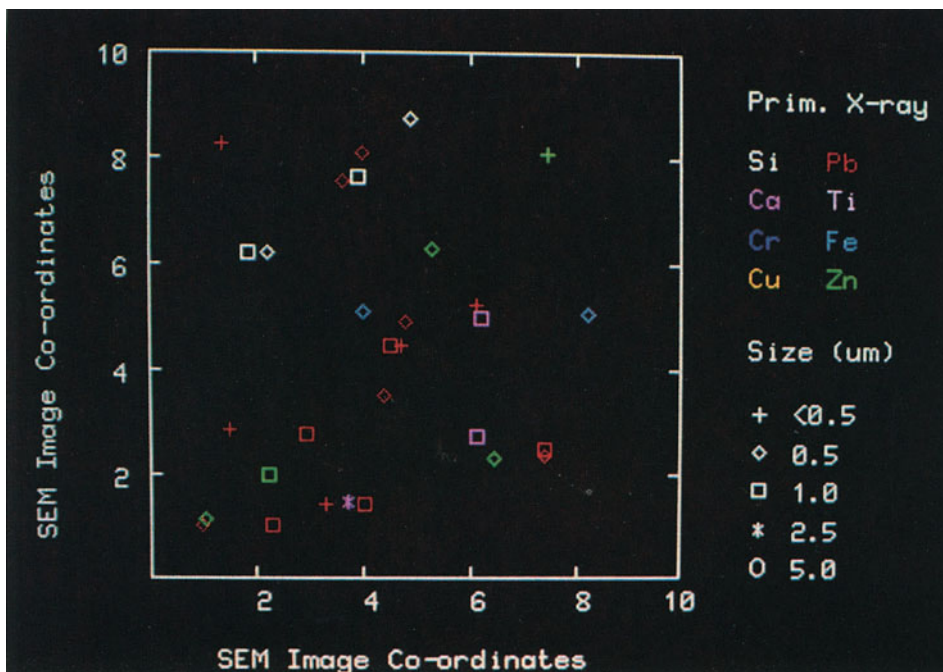 10
8
6
4
2
2 4 6 8 10
SEM Image Co-ordinates
SEM Image Co-ordinates
Prim. X-ray
Si Pb
Ca Ti
Cr Fe
Cu Zn
Size (um)
+ <0.5
◇ 0.5
□ 1.0
* 2.5
O 5.0